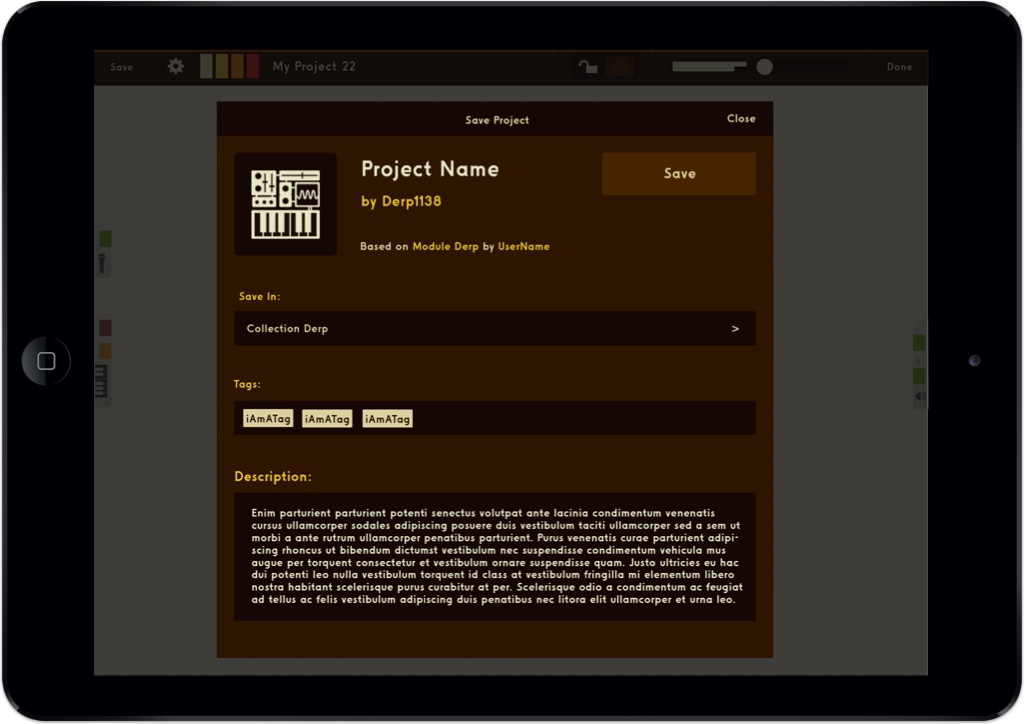 Save
My Project 22
Done
Save Project
Close
Project Name
Save
by Derp1138
Based on Module Derp by UserName
Save In:
Collection Derp
>
Tags:
iAmATag iAmATag iAmATag
Description:
Enim parturient parturient potenti senectus volutpat ante lacinia condimentum venenatis
cursus ullamcorper sodales adipiscing posuere duis vestibulum taciti ullamcorper sed a sem ut
morbi a ante rutrum ullamcorper penatibus parturient. Purus venenatis curae parturient adipi-
scing rhoncus ut bibendum dictumst vestibulum nec suspendisse condimentum vehicula mus
augue per torquent consectetur et vestibulum ornare suspendisse quam. Justo ultricies eu hac
dui potenti leo nulla vestibulum torquent id class at vestibulum fringilla mi elementum libero
nostra habitant scelerisque purus curabitur at per. Scelerisque odio a condimentum ac feugiat
ad tellus ac felis vestibulum adipiscing duis penatibus nec litora elit ullamcorper et urna leo.